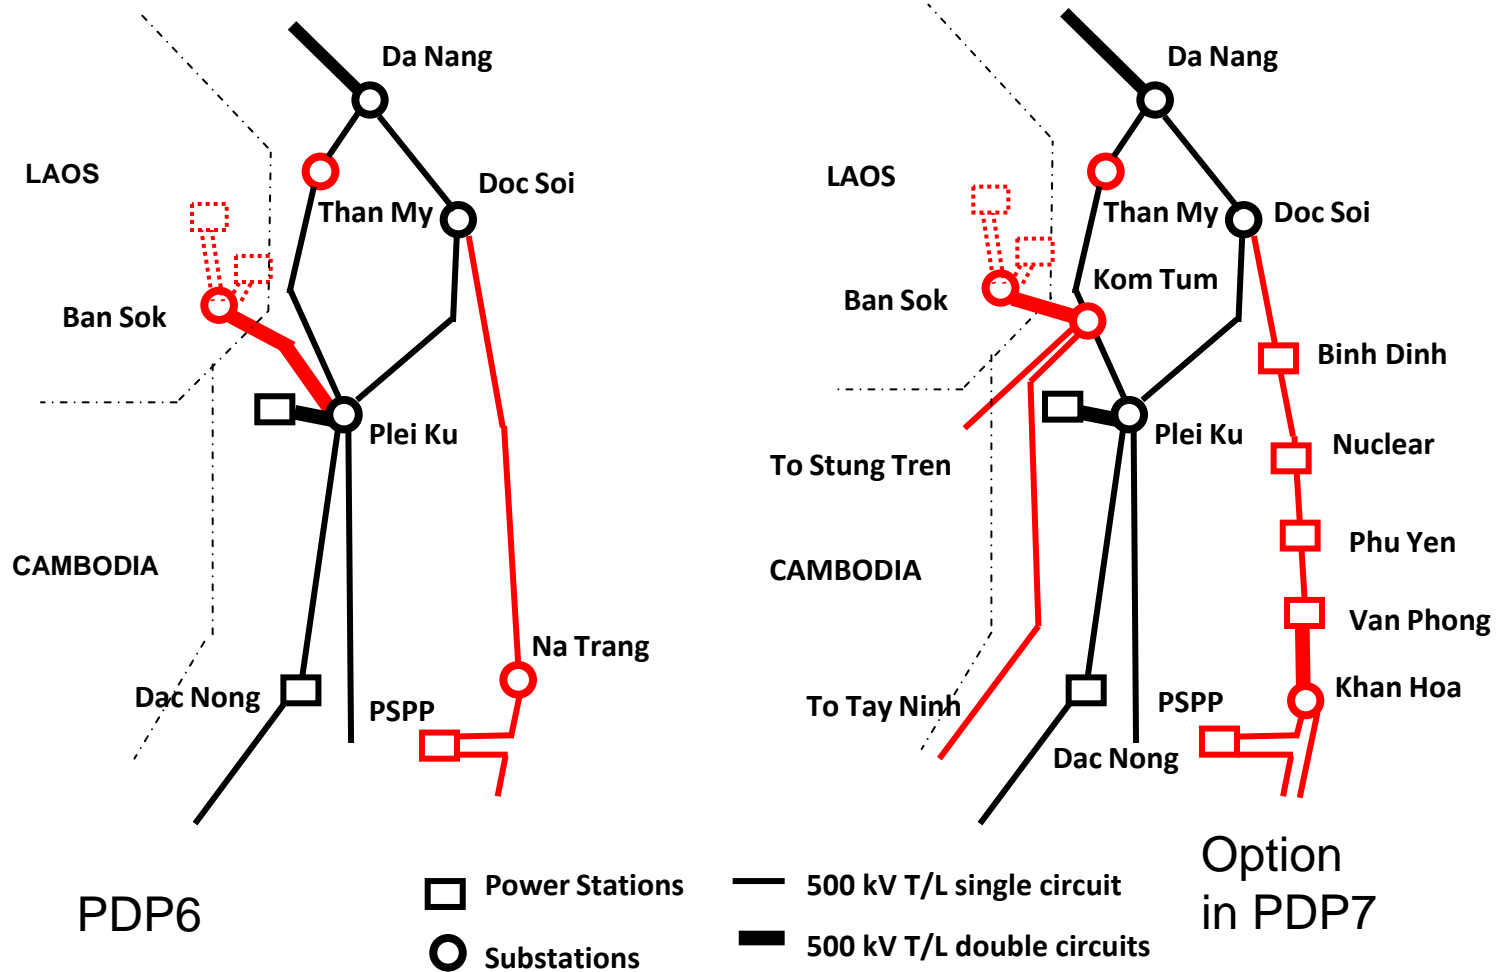 Da Nang
LAOS
Doc Soi
Than My
Ban Sok
Plei Ku
CAMBODIA
Na Trang
Dac Nong
PSPP
PDP6
Da Nang
LAOS
Than My
Doc Soi
Kom Tum
Ban Sok
Binh Dinh
Plei Ku
Nuclear
To Stung Tren
Phu Yen
CAMBODIA
Van Phong
Khan Hoa
To Tay Ninh
PSPP
Dac Nong
Option
in PDP7
Power Stations
500 kV T/L single circuit
Substations
500 kV T/L double circuits